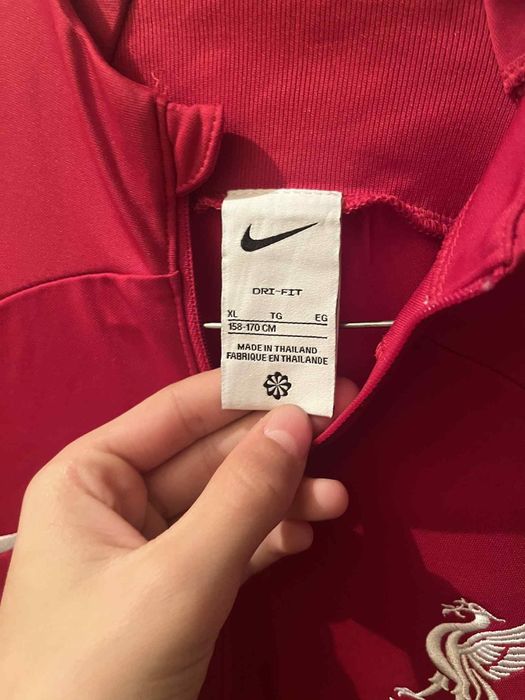 DRI-FIT
XL TG EG
158-170 CM
MADE IN THAILAND
FABRIQUE EN THAILANDE